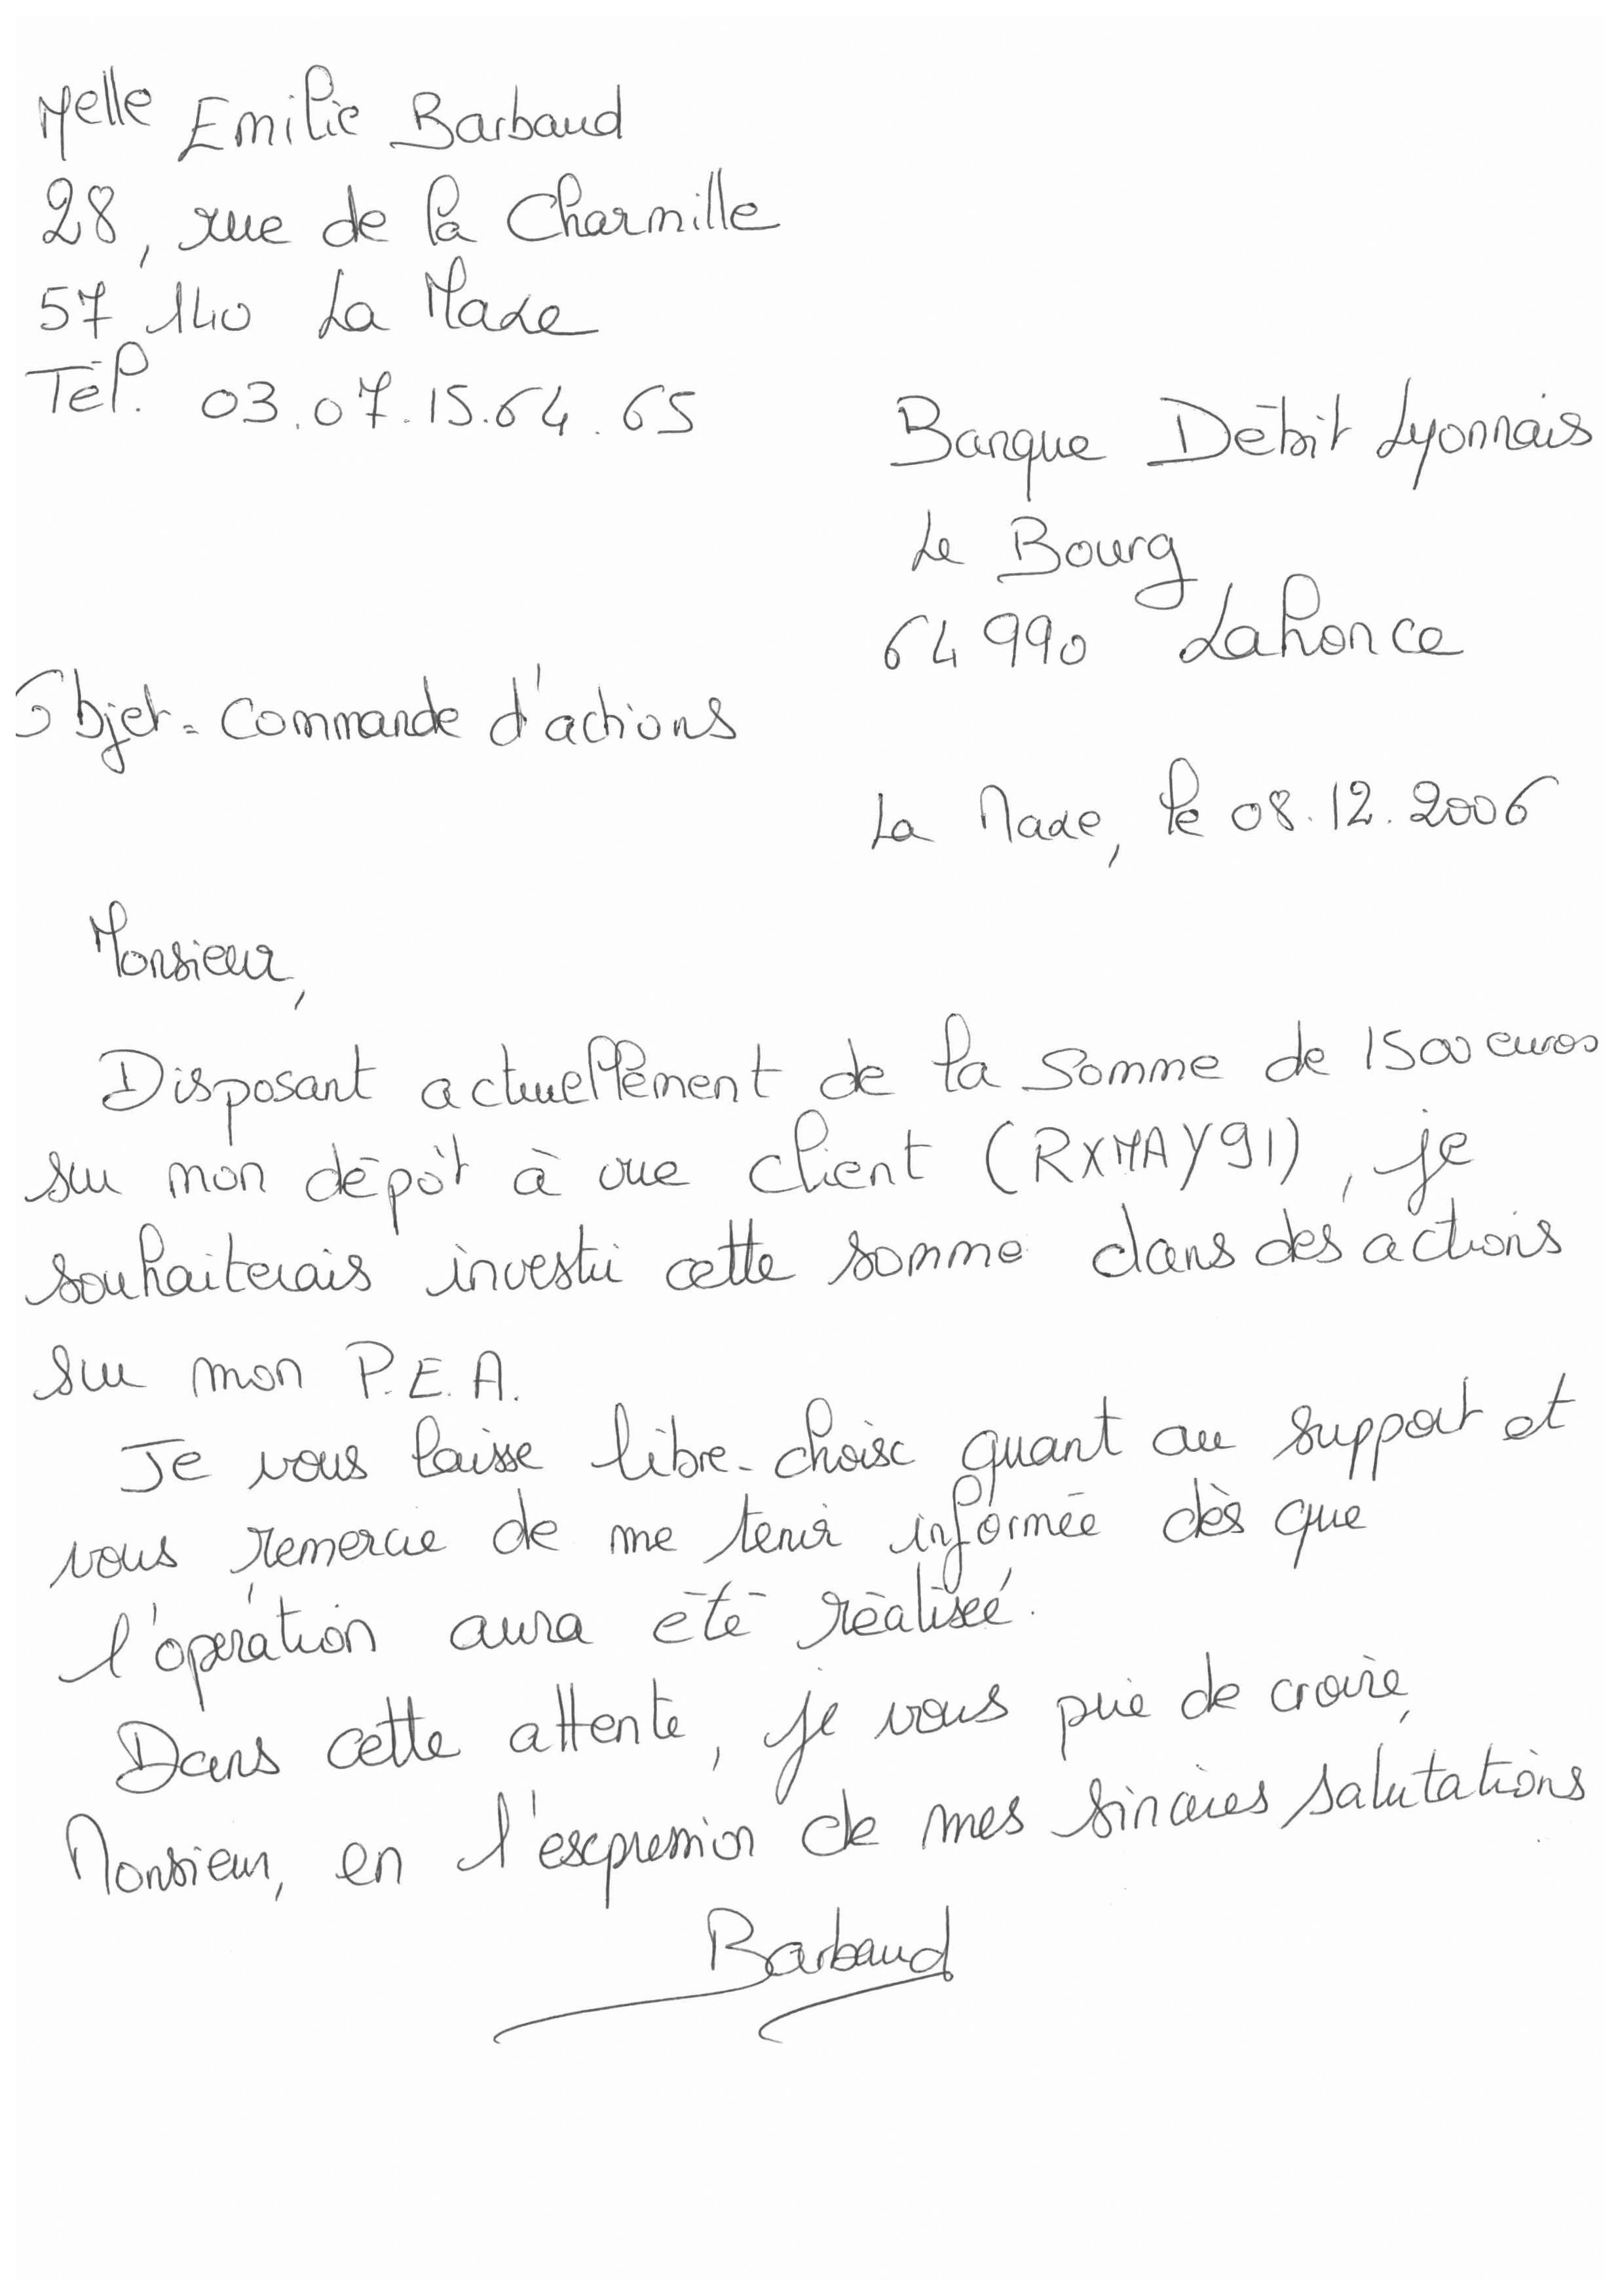 Melle Emilie Barbaud
28, rue de la Charmille
57 140 La Maxe
Tél. 03.07.15.64.65
Banque Débit Lyonnais
Le Bourg
64 990 Lahonce
Objet = Commande d'actions
La Maxe, le 08.12.2006
Monsieur,
Disposant actuellement de la somme de 1500 euros
sur mon dépôt à vue client (RXMAY91), je
souhaiterais investir cette somme dans des actions
sur mon P.E.A.
Je vous laisse libre-choix quant au support et
vous remercie de me tenir informée dès que
l'opération aura été réalisée.
Dans cette attente, je vous prie de croire,
Monsieur, en l'expression de mes sincères salutations
Barbaud